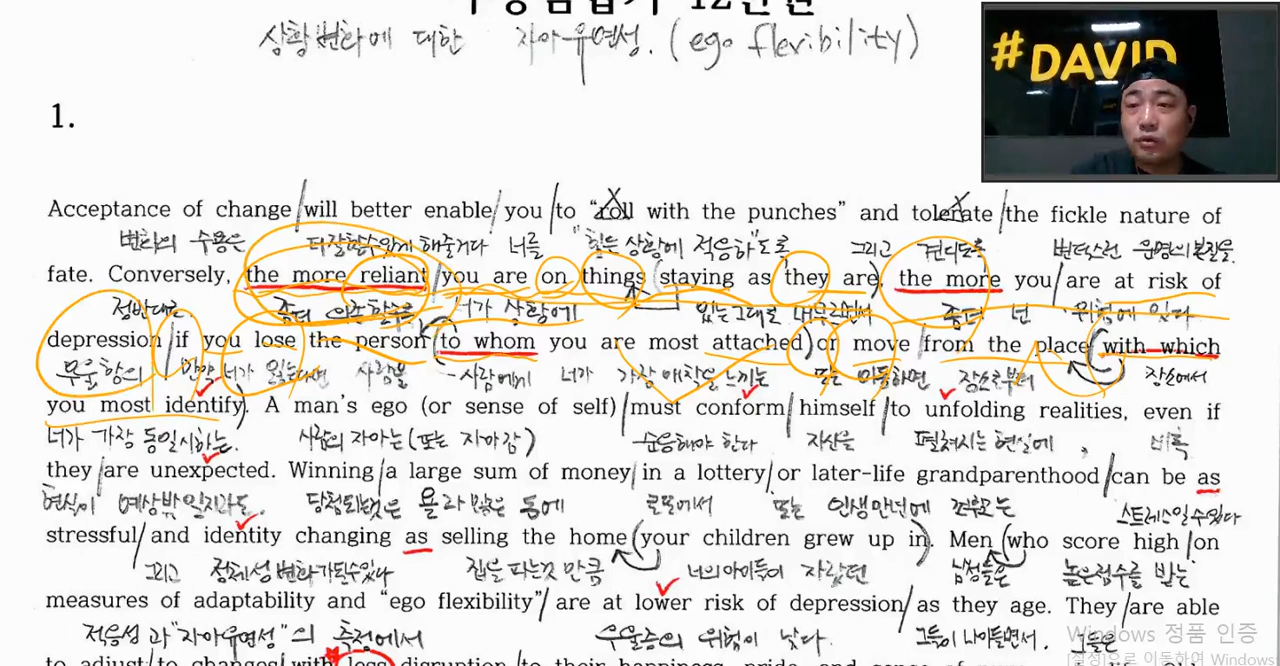 상황변화에 대한 자아유연성. (ego flexibility)
#DAVID
1.
Acceptance of change/will better enable/you/to "roll with the punches" and tolerate/the fickle nature of
변화의 수용은 더잘할수있게 해줄거다 너를 "힘든 상황에 적응하"도록 그리고 견디도록 변덕스런 운명의 본질을.
fate. Conversely, the more reliant/you are on things (staying as they are), the more you/are at risk of
정반대로 좀더 의존할수록 너가 상황에 있는그대로 좀더 넌 위험에 있다
depression/if you lose the person (to whom you are most attached) or move/from the place (with which
우울함의 만약 너가 잃는다면 사람을 사람에게 너가 가장 애착을 느끼는 또는 이동하면 장소로부터 장소에서
you most identify). A man's ego (or sense of self)/must conform/himself/to unfolding realities, even if
너가 가장 동일시하는. 사람의 자아는(또는 자아감) 순응해야 한다 자신을 펼쳐지는 현실에, 비록
they/are unexpected. Winning/a large sum of money/in a lottery/or later-life grandparenthood/can be as
현실이 예상밖일지라도. 당첨되는것은 많은 돈에 로또에서 또는 인생만년에 조부모는 스트레스일수있다
stressful/and identity changing as selling the home (your children grew up in). Men (who score high/on
그리고 정체성변화가될수있다 집을 파는것 만큼 너의아이들이 자랐던 남성들은 높은점수를 받는
measures of adaptability and "ego flexibility"/are at lower risk of depression/as they age. They/are able
적응성과 "자아유연성"의 측정에서 우울증의 위험이 낮다. 그들이 나이들면서. 그들은
Windows 정품 인증
to adjust/to changes/with less disruption/to their happiness, pride, and sense of